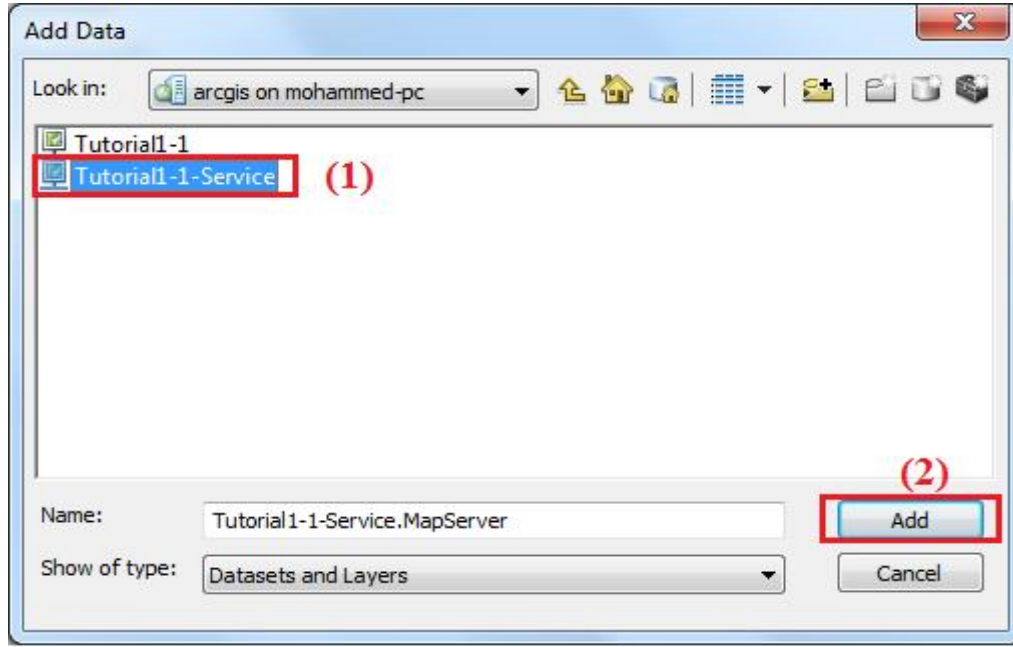 Add Data
Look in: arcgis on mohammed-pc
Tutorial1-1
Tutorial1-1-Service (1)
(2)
Name: Tutorial1-1-Service.MapServer Add
Show of type: Datasets and Layers Cancel